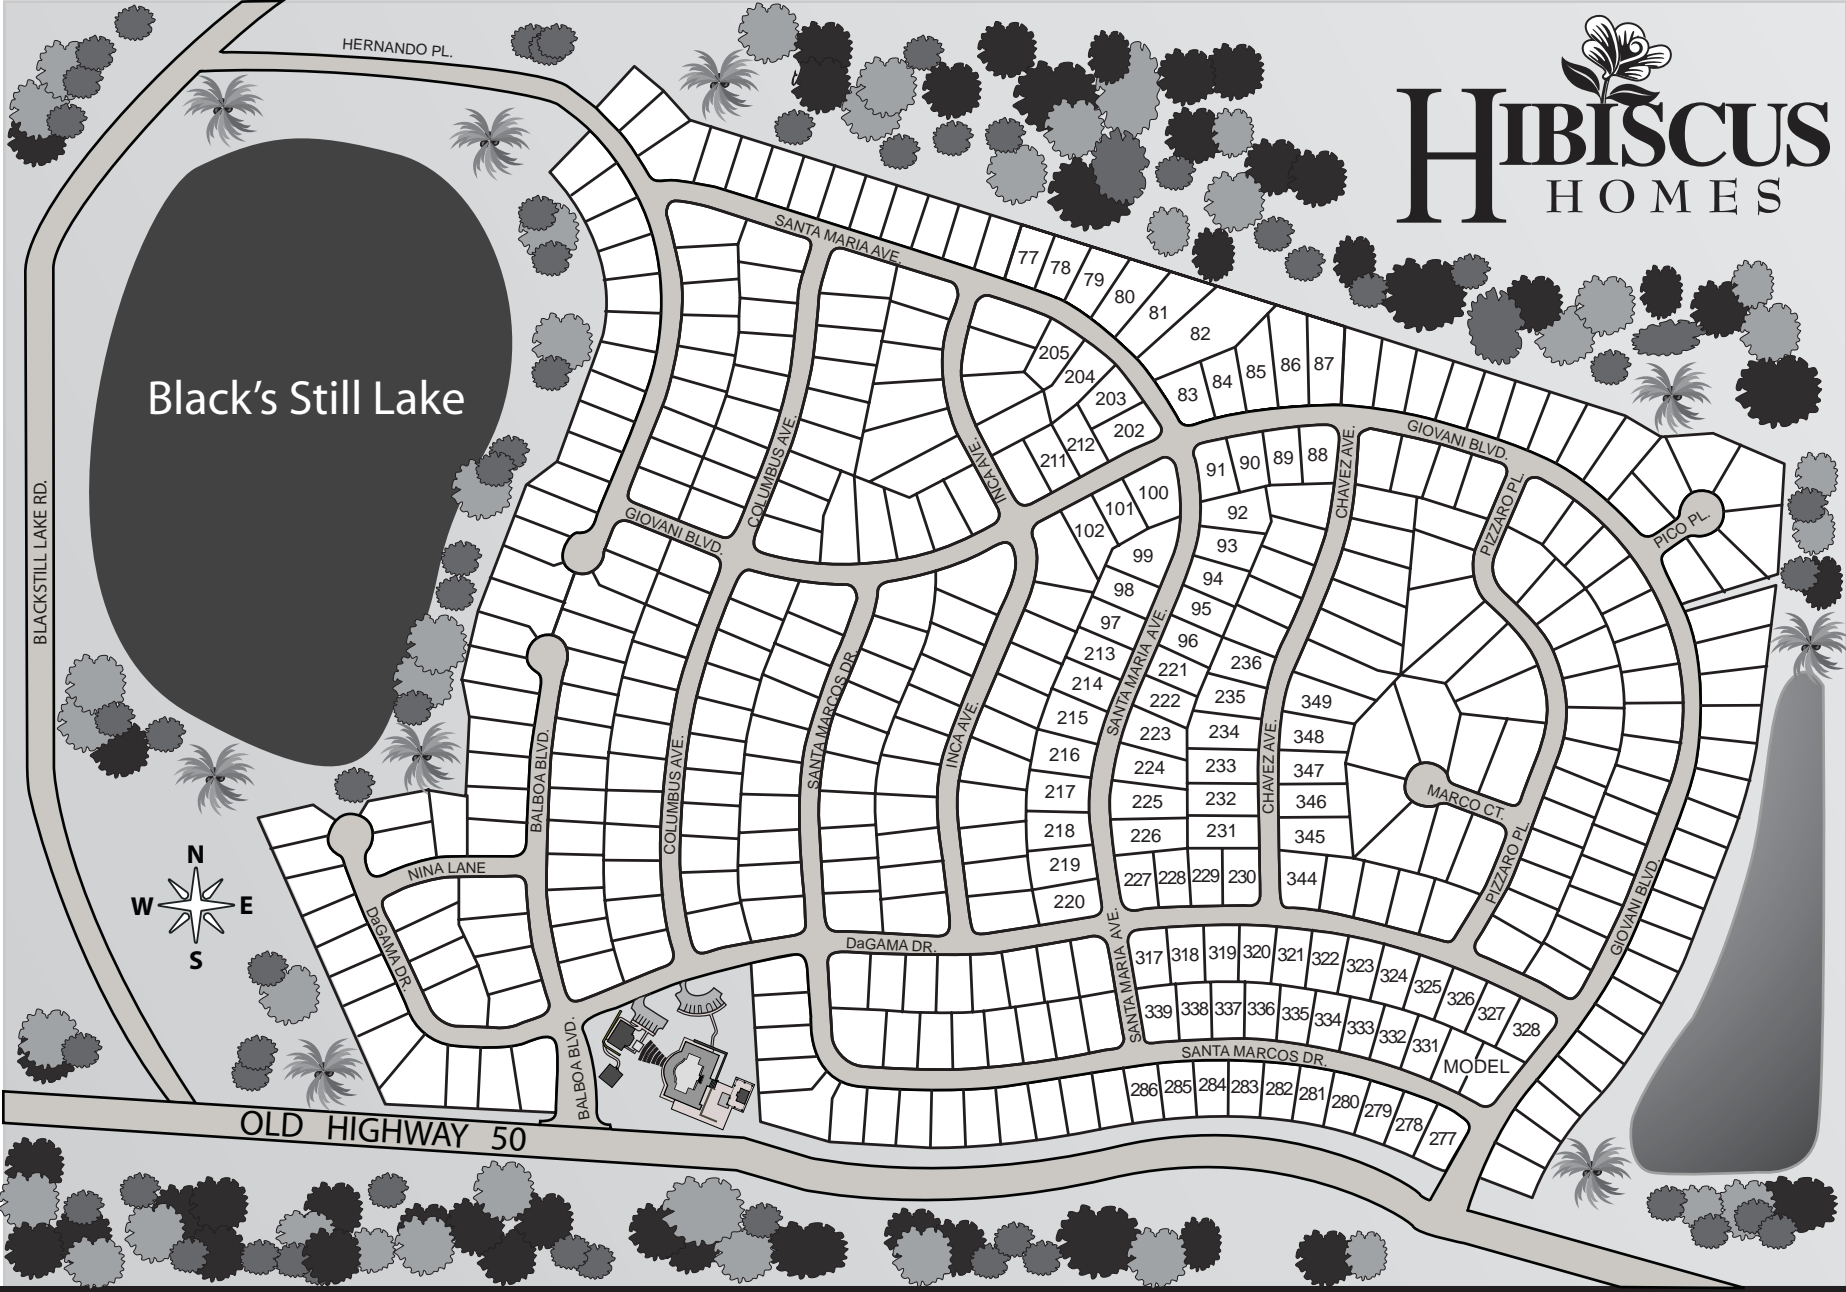 HERNANDO PL.
HIBISCUS
HOMES
SANTA MARIA AVE.
77
78
79
80
81
82
83
84
85
86
87
205
204
203
202
212
211
Black's Still Lake
COLUMBUS AVE.
INCA AVE.
GIOVANI BLVD.
CHAVEZ AVE.
PIZZARO PL.
PICO PL.
91
90
89
88
100
101
102
92
93
94
95
96
99
98
97
GIOVANI BLVD.
BLACKSTILL LAKE RD.
213
214
215
216
217
218
219
220
SANTA MARIA AVE.
221
222
223
224
225
226
227
228
229
230
236
235
234
233
232
231
CHAVEZ AVE.
349
348
347
346
345
344
BALBOA BLVD.
COLUMBUS AVE.
SANTA MARCOS DR.
INCA AVE.
MARCO CT.
PIZZARO PL.
GIOVANI BLVD.
NINA LANE
N
W
E
S
DaGAMA DR.
DaGAMA DR.
SANTA MARIA AVE.
317
318
319
320
321
322
323
324
325
326
327
328
339
338
337
336
335
334
333
332
331
MODEL
SANTA MARCOS DR.
286
285
284
283
282
281
280
279
278
277
BALBOA BLVD.
OLD HIGHWAY 50